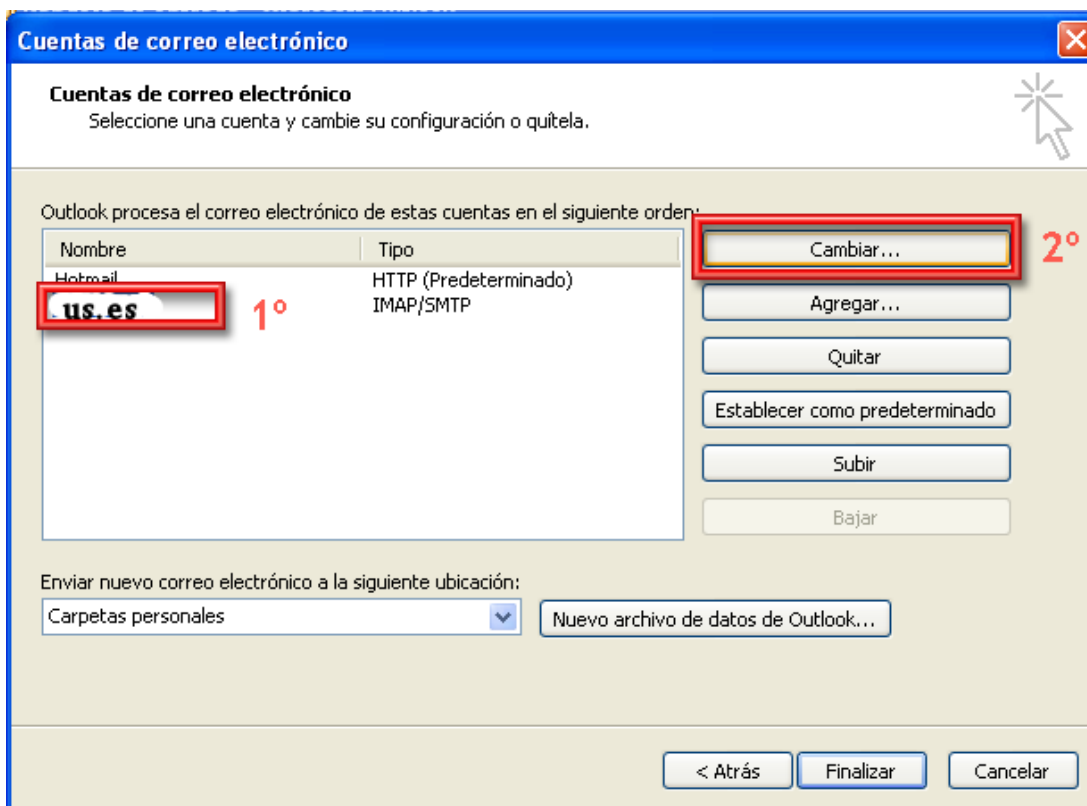 Cuentas de correo electrónico
Cuentas de correo electrónico
Seleccione una cuenta y cambie su configuración o quítela.
Outlook procesa el correo electrónico de estas cuentas en el siguiente orden:
Nombre Tipo
Cambiar... 2º
Hotmail HTTP (Predeterminado)
us.es 1º IMAP/SMTP
Agregar...
Quitar
Establecer como predeterminado
Subir
Bajar
Enviar nuevo correo electrónico a la siguiente ubicación:
Carpetas personales Nuevo archivo de datos de Outlook...
< Atrás Finalizar Cancelar